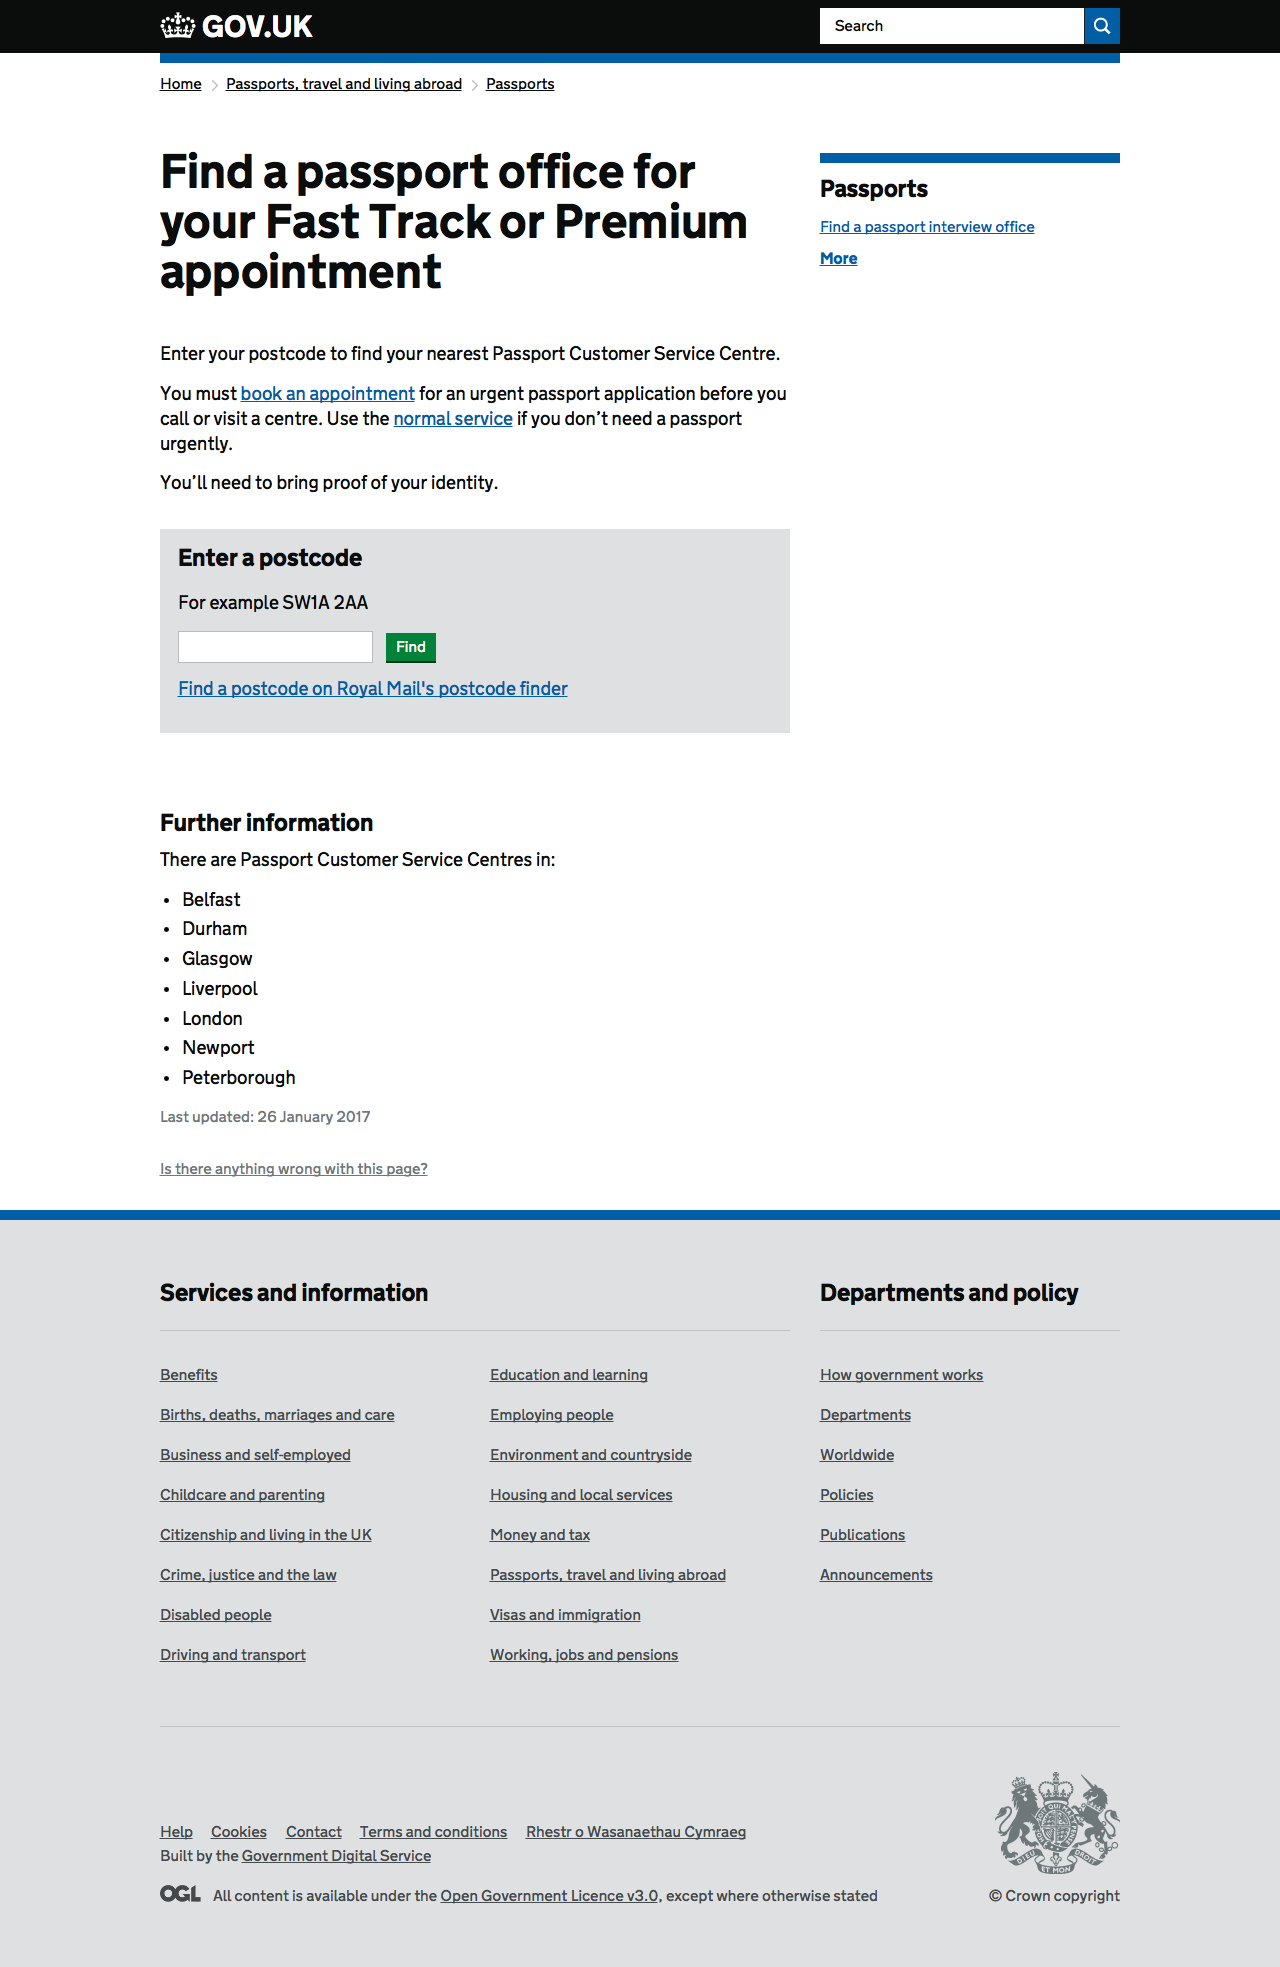 GOV.UK
Search
Home
Passports, travel and living abroad
Passports
Find a passport office for
your Fast Track or Premium
appointment
Enter your postcode to find your nearest Passport Customer Service Centre.
You must book an appointment for an urgent passport application before you
call or visit a centre. Use the normal service if you don’t need a passport
urgently.
You’ll need to bring proof of your identity.
Enter a postcode
For example SW1A 2AA
Find
Find a postcode on Royal Mail's postcode finder
Further information
There are Passport Customer Service Centres in:
• Belfast
• Durham
• Glasgow
• Liverpool
• London
• Newport
• Peterborough
Last updated: 26 January 2017
Is there anything wrong with this page?
Passports
Find a passport interview office
More
Services and information
Benefits
Births, deaths, marriages and care
Business and self-employed
Childcare and parenting
Citizenship and living in the UK
Crime, justice and the law
Disabled people
Driving and transport
Education and learning
Employing people
Environment and countryside
Housing and local services
Money and tax
Passports, travel and living abroad
Visas and immigration
Working, jobs and pensions
Departments and policy
How government works
Departments
Worldwide
Policies
Publications
Announcements
Help Cookies Contact Terms and conditions Rhestr o Wasanaethau Cymraeg
Built by the Government Digital Service
OGL All content is available under the Open Government Licence v3.0, except where otherwise stated
DIEU ET MON DROIT
© Crown copyright